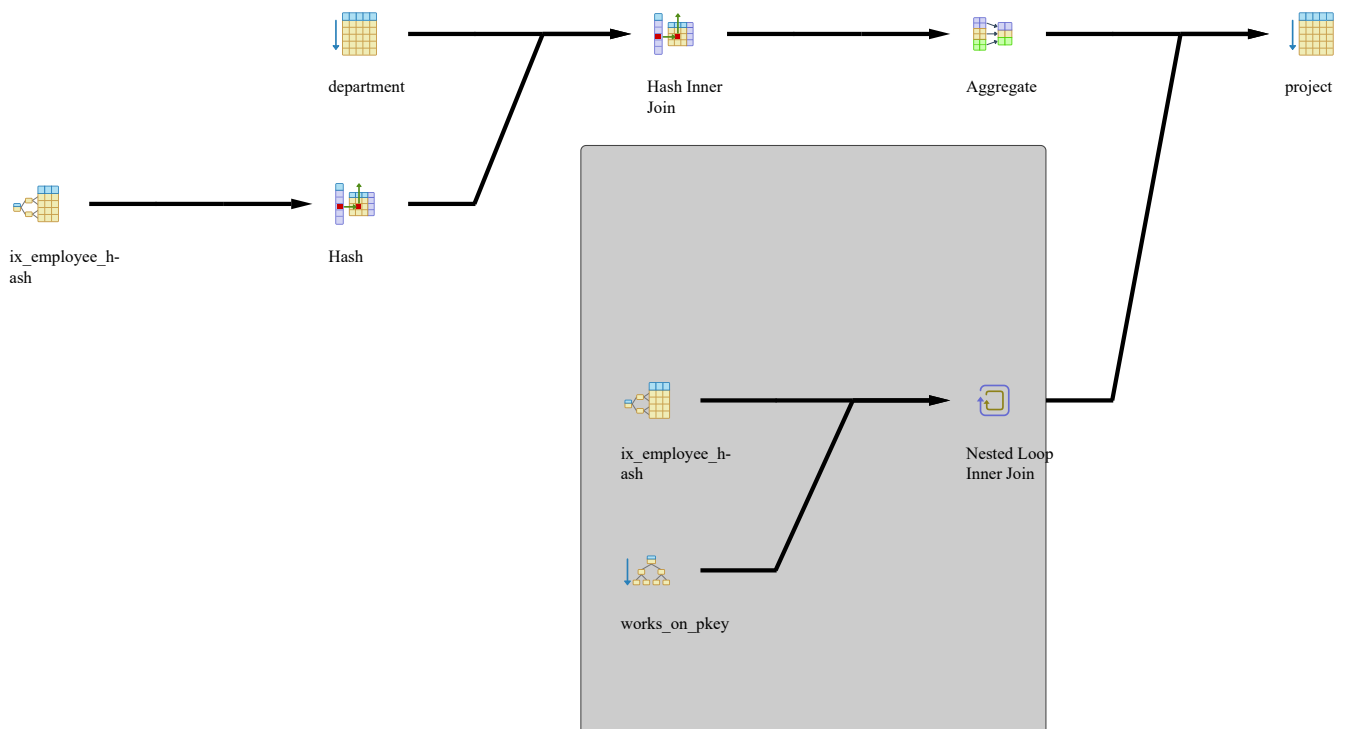 department
Hash Inner
Join
Aggregate
project
ix_employee_h-
ash
Hash
ix_employee_h-
ash
Nested Loop
Inner Join
works_on_pkey